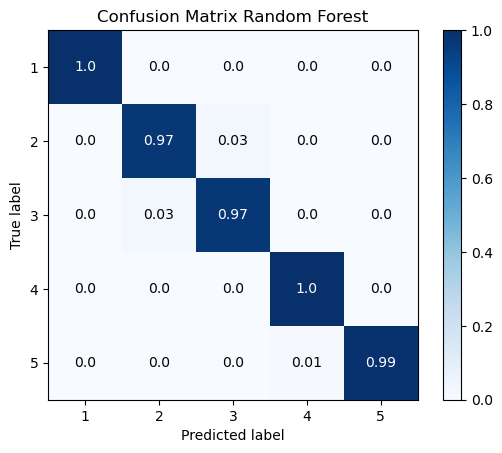 Confusion Matrix Random Forest
1 1.0 0.0 0.0 0.0 0.0
2 0.0 0.97 0.03 0.0 0.0
3 0.0 0.03 0.97 0.0 0.0
4 0.0 0.0 0.0 1.0 0.0
5 0.0 0.0 0.0 0.01 0.99
1 2 3 4 5
Predicted label
True label
1.0
0.8
0.6
0.4
0.2
0.0